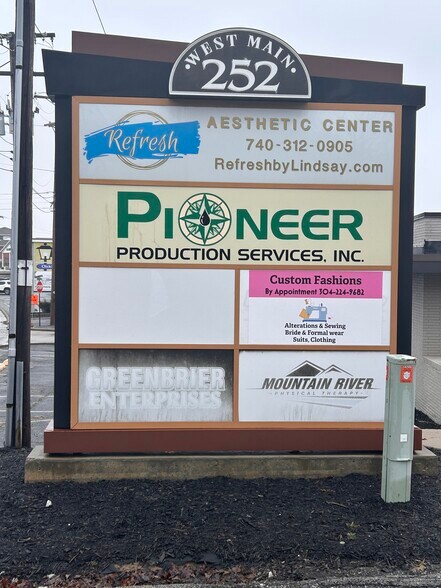 WEST MAIN
252
Refresh
AESTHETIC CENTER
740-312-0905
RefreshbyLindsay.com
PIONEER
PRODUCTION SERVICES, INC.
Custom Fashions
By Appointment 304-224-9682
Alterations & Sewing
Bride & Formal wear
Suits, Clothing
GREENBRIER
ENTERPRISES
MOUNTAIN RIVER
PHYSICAL THERAPY